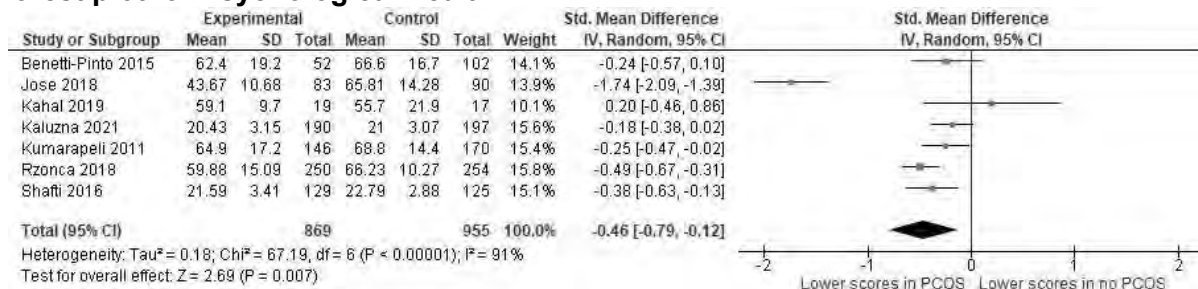 Experimental Control Std. Mean Difference Std. Mean Difference
Study or Subgroup Mean SD Total Mean SD Total Weight IV, Random, 95% CI IV, Random, 95% CI
Benetti-Pinto 2015 62.4 19.2 52 66.6 16.7 102 14.1% -0.24 [-0.57, 0.10]
Jose 2018 43.67 10.68 83 65.81 14.28 90 13.9% -1.74 [-2.09, -1.39]
Kahal 2019 59.1 9.7 19 55.7 21.9 17 10.1% 0.20 [-0.46, 0.86]
Kaluzna 2021 20.43 3.15 190 21 3.07 197 15.6% -0.18 [-0.38, 0.02]
Kumarapeli 2011 64.9 17.2 146 68.8 14.4 170 15.4% -0.25 [-0.47, -0.02]
Rzonca 2018 59.88 15.09 250 66.23 10.27 254 15.8% -0.49 [-0.67, -0.31]
Shafti 2016 21.59 3.41 129 22.79 2.88 125 15.1% -0.38 [-0.63, -0.13]
Total (95% CI) 869 955 100.0% -0.46 [-0.79, -0.12]
Heterogeneity: Tau² = 0.18; Chi² = 67.19, df = 6 (P < 0.00001); I² = 91%
Test for overall effect: Z = 2.69 (P = 0.007)
-2 -1 0 1 2
Lower scores in PCOS Lower scores in no PCOS